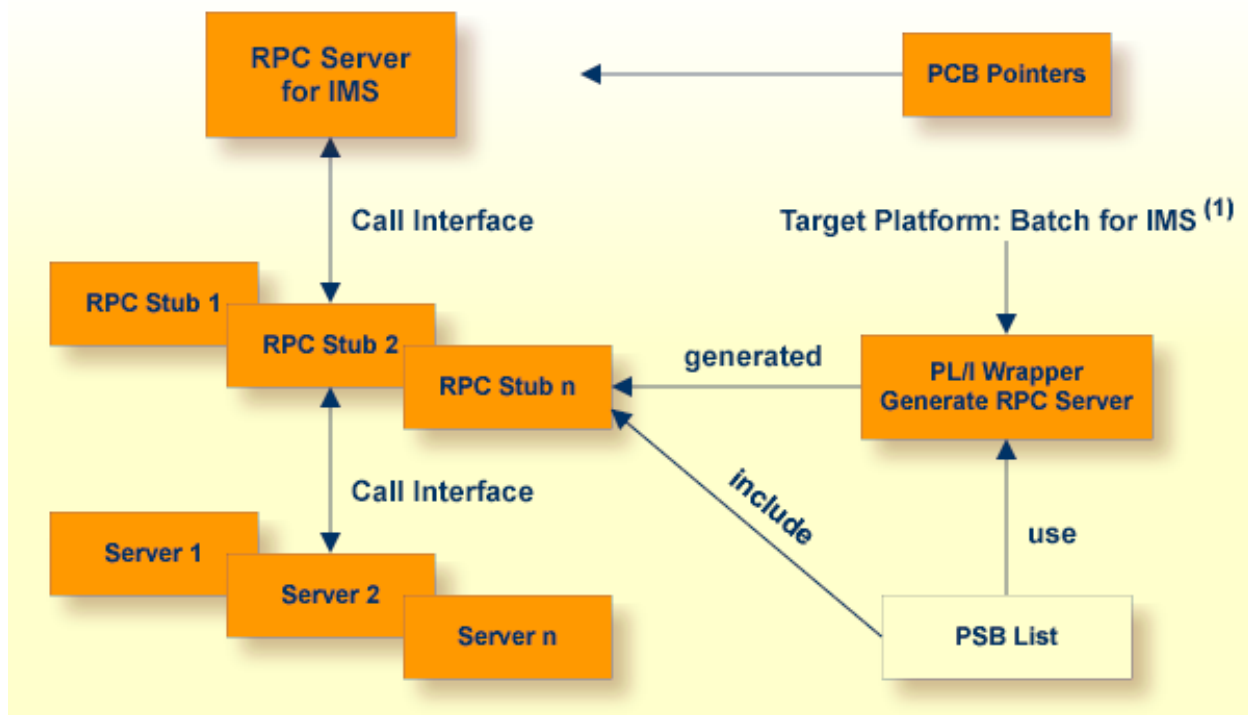 RPC Server
for IMS
PCB Pointers
Call Interface
Target Platform: Batch for IMS (1)
RPC Stub 1
RPC Stub 2
RPC Stub n
generated
PL/I Wrapper
Generate RPC Server
Call Interface
include
use
Server 1
Server 2
Server n
PSB List